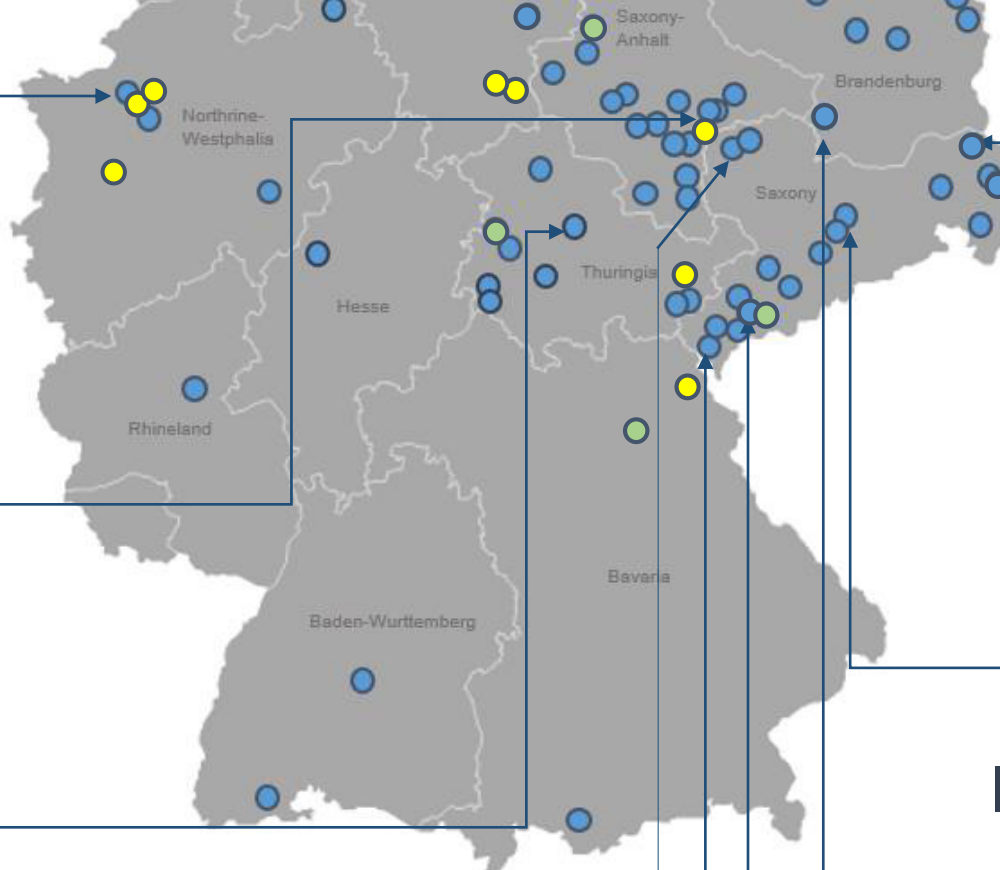 Saxony-
Anhalt
Brandenburg
Northrine-
Westphalia
Saxony
Thuringia
Hesse
Rhineland
Bavaria
Baden-Wurttemberg